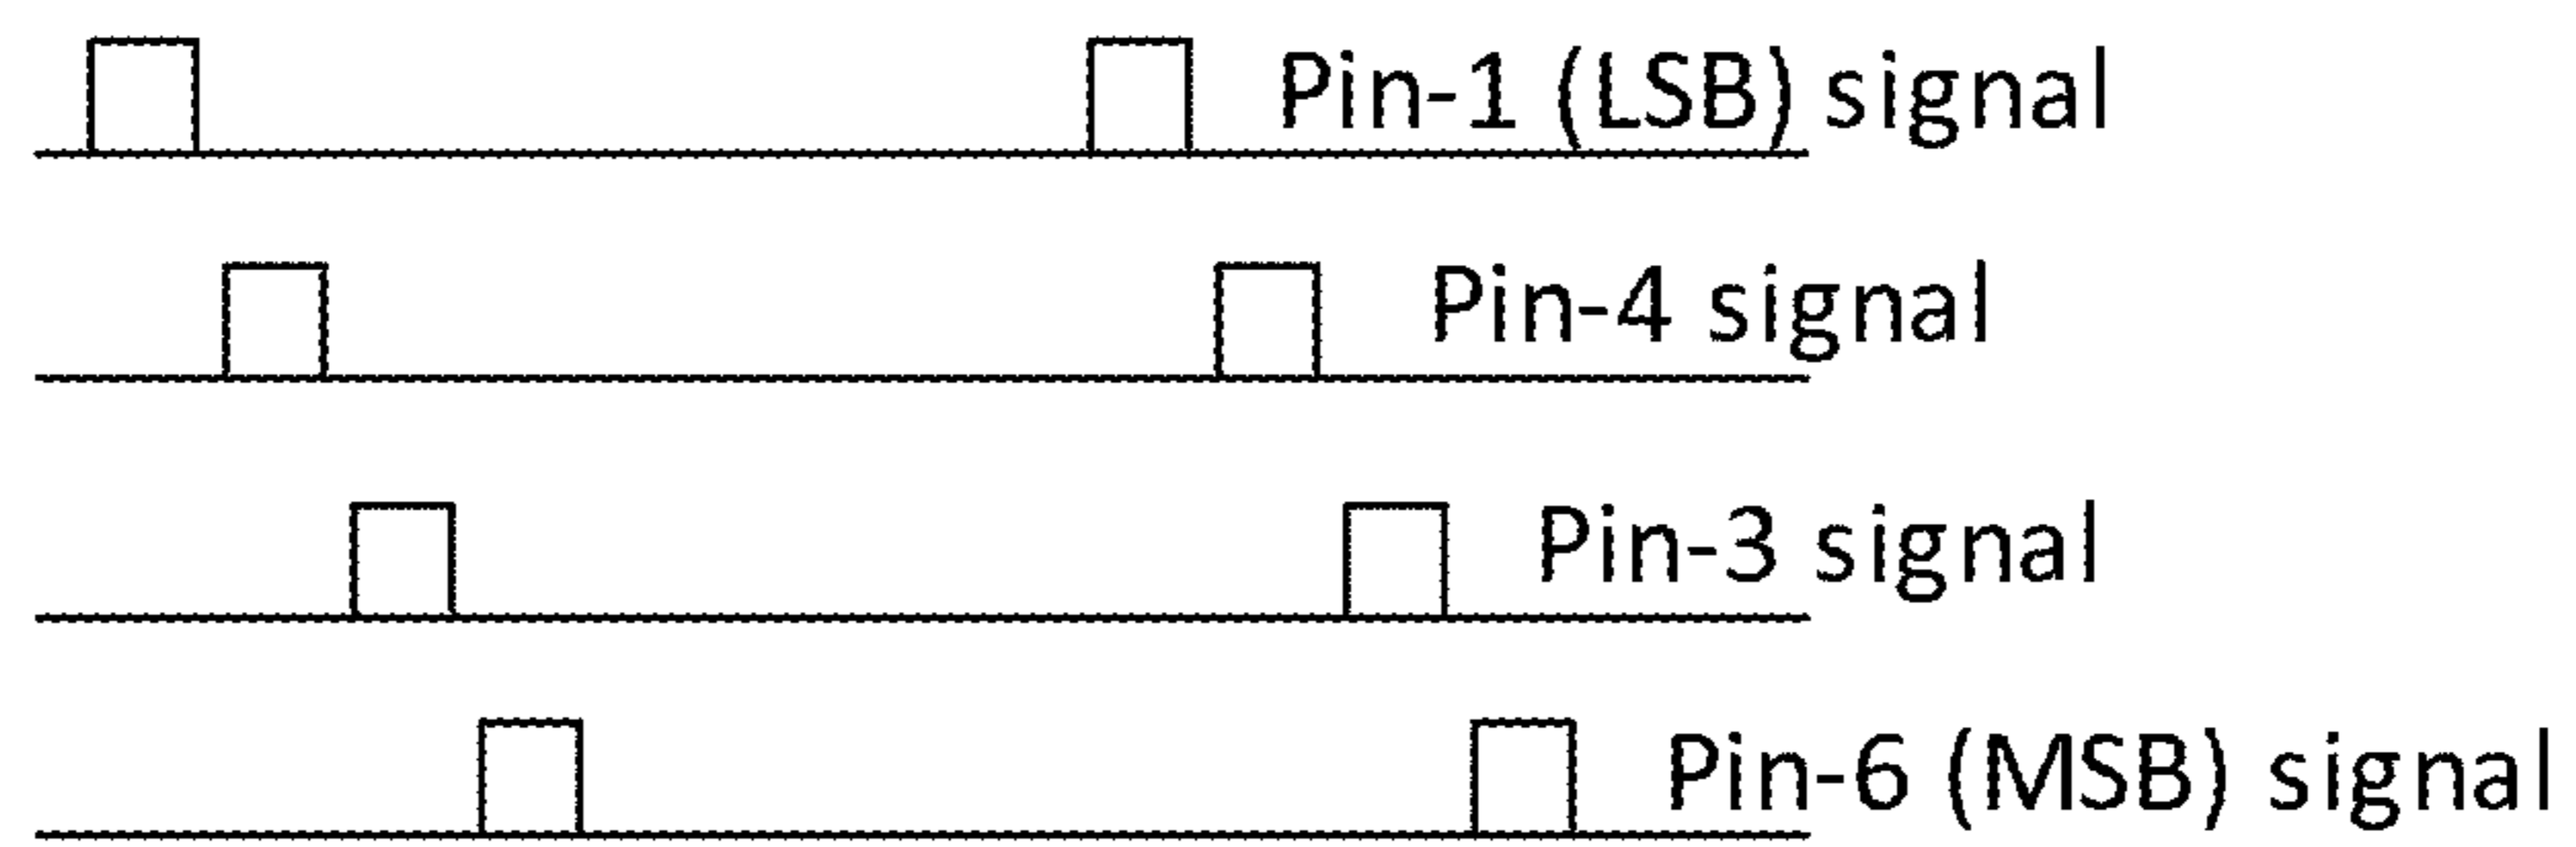 Pin-1 (LSB) signal
Pin-4 signal
Pin-3 signal
Pin-6 (MSB) signal